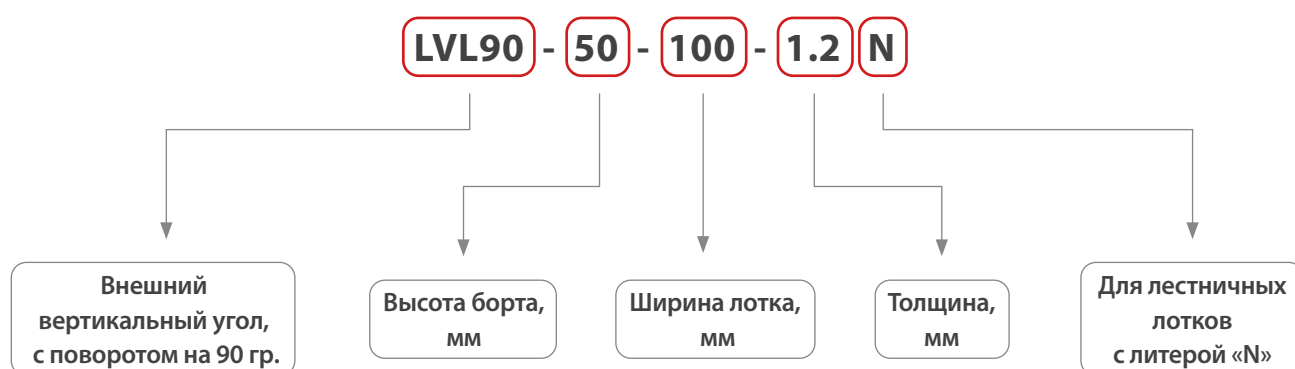 LVL90 - 50 - 100 - 1.2 N
Внешний
вертикальный угол,
с поворотом на 90 гр.
Высота борта,
мм
Ширина лотка,
мм
Толщина,
мм
Для лестничных
лотков
с литерой «N»